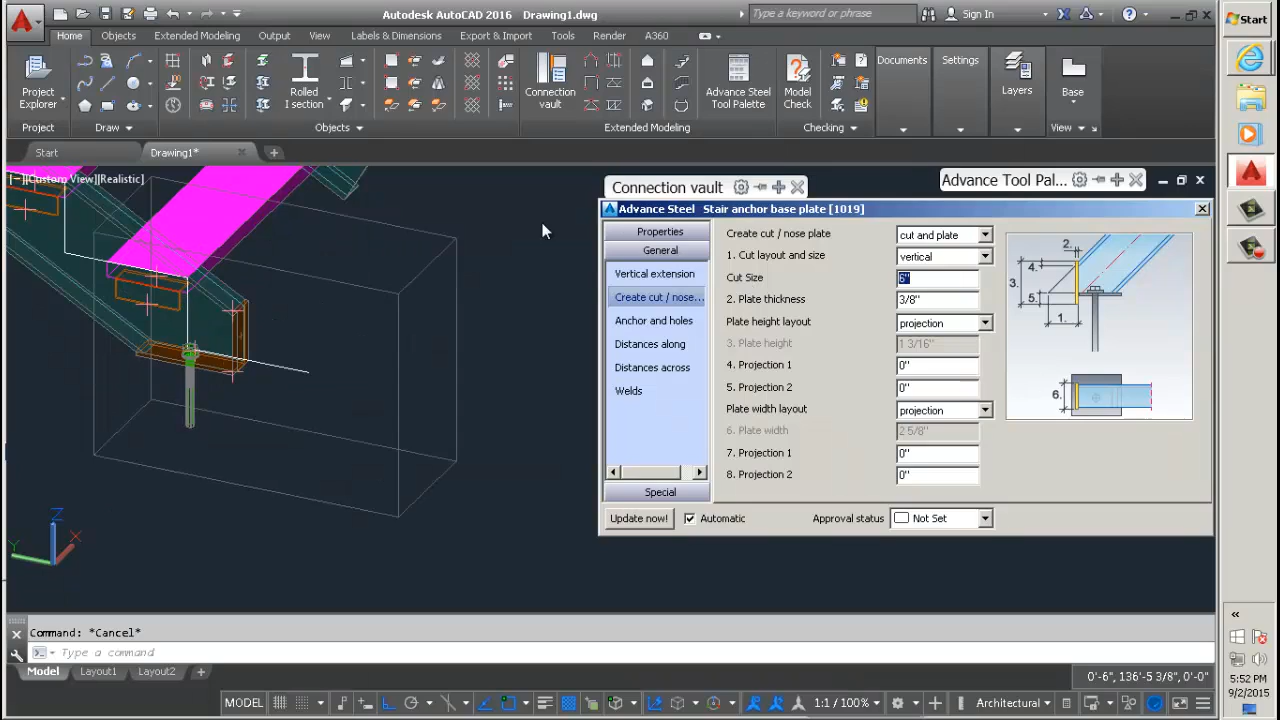 Autodesk AutoCAD 2016 Drawing1.dwg
Type a keyword or phrase
Sign In
Start
Home
Objects
Extended Modeling
Output
View
Labels & Dimensions
Export & Import
Tools
Render
A360
Project
Explorer
Rolled
I section
Connection
vault
Advance Steel
Tool Palette
Model
Check
Documents
Settings
Layers
Base
Project
Draw
Objects
Extended Modeling
Checking
View
Start
Drawing1*
[−][Custom View][Realistic]
Connection vault
Advance Tool Pal...
Advance Steel Stair anchor base plate [1019]
Properties
General
Vertical extension
Create cut / nose...
Anchor and holes
Distances along
Distances across
Welds
Special
Create cut / nose plate
cut and plate
1. Cut layout and size
vertical
Cut Size
6"
2. Plate thickness
3/8"
Plate height layout
projection
3. Plate height
1 3/16"
4. Projection 1
0"
5. Projection 2
0"
Plate width layout
projection
6. Plate width
2 5/8"
7. Projection 1
0"
8. Projection 2
0"
2.
4.
3.
5.
1.
6.
Update now!
Automatic
Approval status
Not Set
Z
X
Y
Command: *Cancel*
Type a command
Model
Layout1
Layout2
0'-6", 136'-5 3/8", 0'-0"
MODEL
1:1 / 100%
Architectural
5:52 PM
9/2/2015